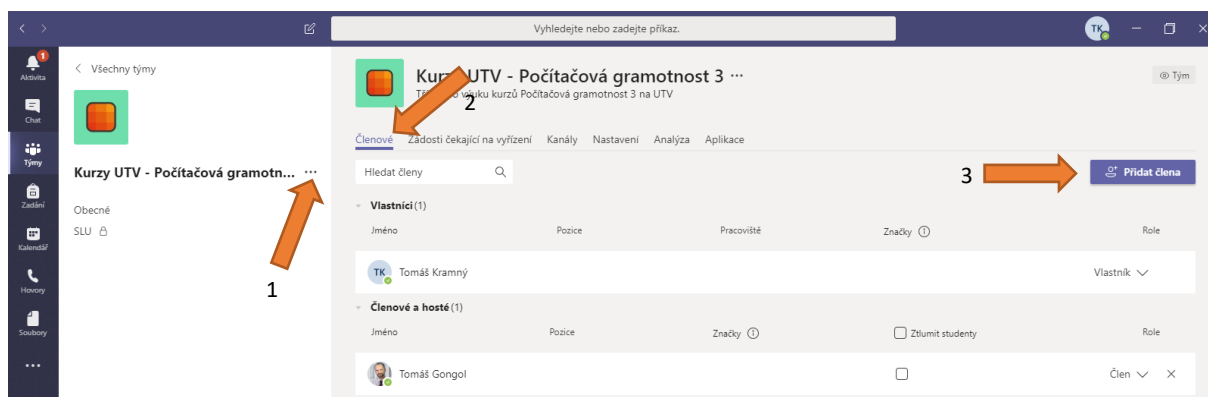 Vyhledejte nebo zadejte příkaz.
TK
1
Aktivita
Chat
Týmy
Zadání
Kalendář
Hovory
Soubory
...
Všechny týmy
Kurzy UTV - Počítačová gramotn... ...
Obecné
SLU
1
Kurzy UTV - Počítačová gramotnost 3 ...
výuku kurzů Počítačová gramotnost 3 na UTV
2
Tým
Členové Žádosti čekající na vyřízení Kanály Nastavení Analýza Aplikace
Hledat členy
3
Přidat člena
Vlastníci (1)
Jméno Pozice Pracoviště Značky Role
TK Tomáš Kramný Vlastník
Členové a hosté (1)
Jméno Pozice Značky Ztlumit studenty Role
Tomáš Gongol Člen